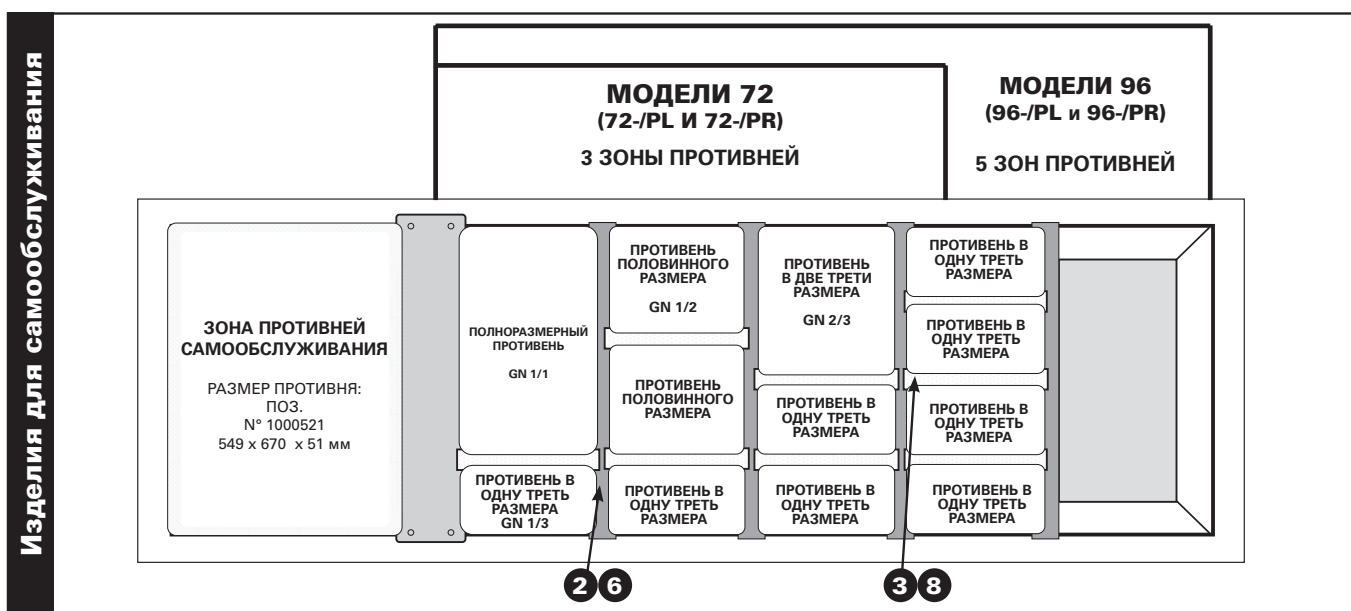 Изделия для самообслуживания
МОДЕЛИ 72
(72-/PL И 72-/PR)
3 ЗОНЫ ПРОТИВНЕЙ
МОДЕЛИ 96
(96-/PL и 96-/PR)
5 ЗОН ПРОТИВНЕЙ
ЗОНА ПРОТИВНЕЙ
САМООБСЛУЖИВАНИЯ
РАЗМЕР ПРОТИВНЯ:
ПОЗ.
N° 1000521
549 x 670 x 51 мм
ПОЛНОРАЗМЕРНЫЙ
ПРОТИВЕНЬ
GN 1/1
ПРОТИВЕНЬ В
ОДНУ ТРЕТЬ
РАЗМЕРА
GN 1/3
ПРОТИВЕНЬ
ПОЛОВИННОГО
РАЗМЕРА
GN 1/2
ПРОТИВЕНЬ
ПОЛОВИННОГО
РАЗМЕРА
ПРОТИВЕНЬ В
ОДНУ ТРЕТЬ
РАЗМЕРА
ПРОТИВЕНЬ
В ДВЕ ТРЕТИ
РАЗМЕРА
GN 2/3
ПРОТИВЕНЬ В
ОДНУ ТРЕТЬ
РАЗМЕРА
ПРОТИВЕНЬ В
ОДНУ ТРЕТЬ
РАЗМЕРА
ПРОТИВЕНЬ В
ОДНУ ТРЕТЬ
РАЗМЕРА
ПРОТИВЕНЬ В
ОДНУ ТРЕТЬ
РАЗМЕРА
ПРОТИВЕНЬ В
ОДНУ ТРЕТЬ
РАЗМЕРА
ПРОТИВЕНЬ В
ОДНУ ТРЕТЬ
РАЗМЕРА
2 6
3 8